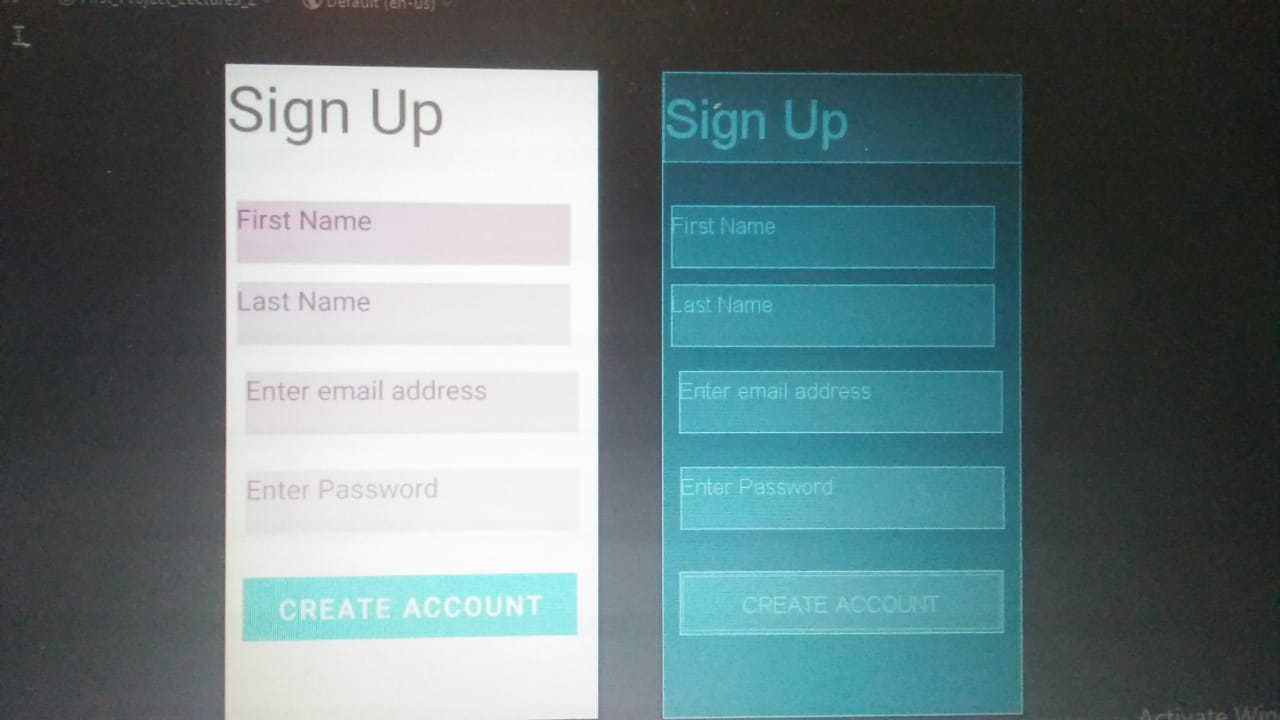 Default (en-us)
Sign Up
First Name
Last Name
Enter email address
Enter Password
CREATE ACCOUNT
Sign Up
First Name
Last Name
Enter email address
Enter Password
CREATE ACCOUNT
Activate